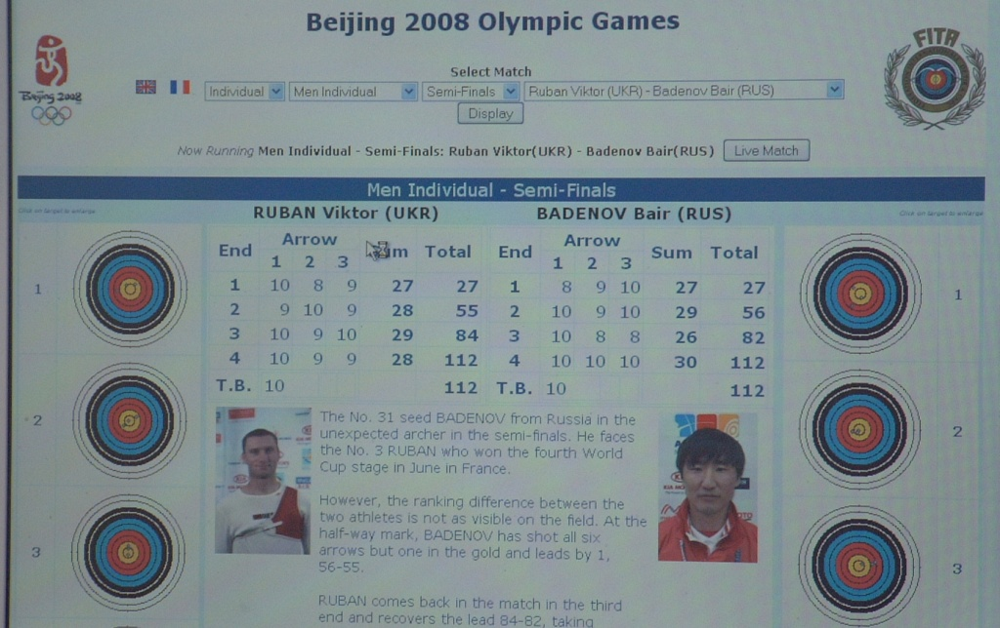 Beijing 2008 Olympic Games
FITA
Beijing 2008
Select Match
Individual Men Individual Semi-Finals Ruban Viktor (UKR) - Badenov Bair (RUS)
Display
Now Running Men Individual - Semi-Finals: Ruban Viktor(UKR) - Badenov Bair(RUS) Live Match
Men Individual - Semi-Finals
Click on target to enlarge RUBAN Viktor (UKR) BADENOV Bair (RUS) Click on target to enlarge
End Arrow Total End Arrow Sum Total
1 2 3 1 2 3
1 1 10 8 9 27 27 1 8 9 10 27 27 1
2 9 10 9 28 55 2 10 9 10 29 56
3 10 9 10 29 84 3 10 8 8 26 82
4 10 9 9 28 112 4 10 10 10 30 112
T.B. 10 112 T.B. 10 112
2 2
3 3
The No. 31 seed BADENOV from Russia in the
unexpected archer in the semi-finals. He faces
the No. 3 RUBAN who won the fourth World
Cup stage in June in France.
However, the ranking difference between the
two athletes is not as visible on the field. At the
half-way mark, BADENOV has shot all six
arrows but one in the gold and leads by 1,
56-55.
RUBAN comes back in the match in the third
end and recovers the lead 84-82, taking